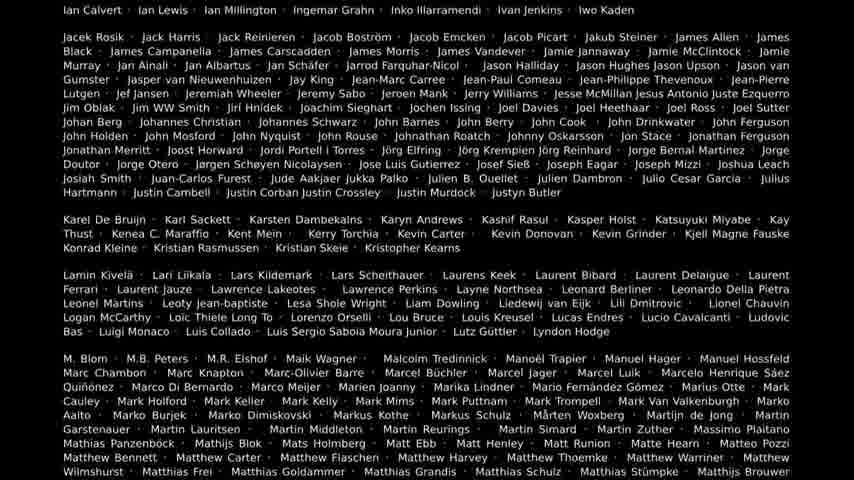 Ian Calvert · Ian Lewis · Ian Millington · Ingemar Grahn · Inko Illarramendi · Ivan Jenkins · Iwo Kaden
Jacek Rosik · Jack Harris · Jack Reinieren · Jacob Boström · Jacob Emcken · Jacob Picart · Jakub Steiner · James Allen · James
Black · James Campanella · James Carscadden · James Morris · James Vandever · Jamie Jannaway · Jamie McClintock · Jamie
Murray · Jan Ainali · Jan Albartus · Jan Schäfer · Jarrod Farquhar-Nicol · Jason Halliday · Jason Hughes Jason Upson · Jason van
Gumster · Jasper van Nieuwenhuizen · Jay King · Jean-Marc Carree · Jean-Paul Comeau · Jean-Philippe Thevenoux · Jean-Pierre
Lutgen · Jef Jansen · Jeremiah Wheeler · Jeremy Sabo · Jeroen Mank · Jerry Williams · Jesse McMillan Jesus Antonio Juste Ezquerro
Jim Oblak · Jim WW Smith · Jirí Hnídek · Joachim Sieghart · Jochen Issing · Joel Davies · Joel Heethaar · Joel Ross · Joel Sutter
Johan Berg · Johannes Christian · Johannes Schwarz · John Barnes · John Berry · John Cook · John Drinkwater · John Ferguson
John Holden · John Mosford · John Nyquist · John Rouse · Johnathan Roatch · Johnny Oskarsson · Jon Stace · Jonathan Ferguson
Jonathan Merritt · Joost Horward · Jordi Portell i Torres · Jörg Elfring · Jörg Krempien Jörg Reinhard · Jorge Bernal Martinez · Jorge
Doutor · Jorge Otero · Jørgen Schøyen Nicolaysen · Jose Luis Gutierrez · Josef Sieß · Joseph Eagar · Joseph Mizzi · Joshua Leach
Josiah Smith · Juan-Carlos Furest · Jude Aakjaer Jukka Palko · Julien B. Ouellet · Julien Dambron · Julio Cesar Garcia · Julius
Hartmann · Justin Cambell · Justin Corban Justin Crossley · Justin Murdock · Justyn Butler
Karel De Bruijn · Karl Sackett · Karsten Dambekalns · Karyn Andrews · Kashif Rasul · Kasper Holst · Katsuyuki Miyabe · Kay
Thust · Kenea C. Maraffio · Kent Mein · Kerry Torchia · Kevin Carter · Kevin Donovan · Kevin Grinder · Kjell Magne Fauske
Konrad Kleine · Kristian Rasmussen · Kristian Skeie · Kristopher Kearns
Lamin Kivelä · Lari Liikala · Lars Kildemark · Lars Scheithauer · Laurens Keek · Laurent Bibard · Laurent Delaigue · Laurent
Ferrari · Laurent Jauze · Lawrence Lakeotes · Lawrence Perkins · Layne Northsea · Leonard Berliner · Leonardo Della Pietra
Leonel Martins · Leoty Jean-baptiste · Lesa Shole Wright · Liam Dowling · Liedewij van Eijk · Lili Dmitrovic · Lionel Chauvin
Logan McCarthy · Loïc Thiele Long To · Lorenzo Orselli · Lou Bruce · Louis Kreusel · Lucas Endres · Lucio Cavalcanti · Ludovic
Bas · Luigi Monaco · Luis Collado · Luis Sergio Saboia Moura Junior · Lutz Güttler · Lyndon Hodge
M. Blom · M.B. Peters · M.R. Elshof · Maik Wagner · Malcolm Tredinnick · Manoël Trapier · Manuel Hager · Manuel Hossfeld
Marc Chambon · Marc Knapton · Marc-Olivier Barre · Marcel Büchler · Marcel Jager · Marcel Luik · Marcelo Henrique Sáez
Quiñónez · Marco Di Bernardo · Marco Meijer · Marien Joanny · Marika Lindner · Mario Fernández Gómez · Marius Otte · Mark
Cauley · Mark Holford · Mark Keller · Mark Kelly · Mark Mims · Mark Puttnam · Mark Trompell · Mark Van Valkenburgh · Marko
Aalto · Marko Burjek · Marko Dimiskovski · Markus Kothe · Markus Schulz · Mårten Woxberg · Martijn de Jong · Martin
Garstenauer · Martin Lauritsen · Martin Middleton · Martin Reurings · Martin Simard · Martin Zuther · Massimo Plaitano
Mathias Panzenböck · Mathijs Blok · Mats Holmberg · Matt Ebb · Matt Henley · Matt Runion · Matte Hearn · Matteo Pozzi
Matthew Bennett · Matthew Carter · Matthew Flascheri · Matthew Harvey · Matthew Thoemke · Matthew Warriner · Matthew
Wilmshurst · Matthias Frei · Matthias Goldammer · Matthias Grandis · Matthias Schulz · Matthias Stümpke · Matthijs Brouwer